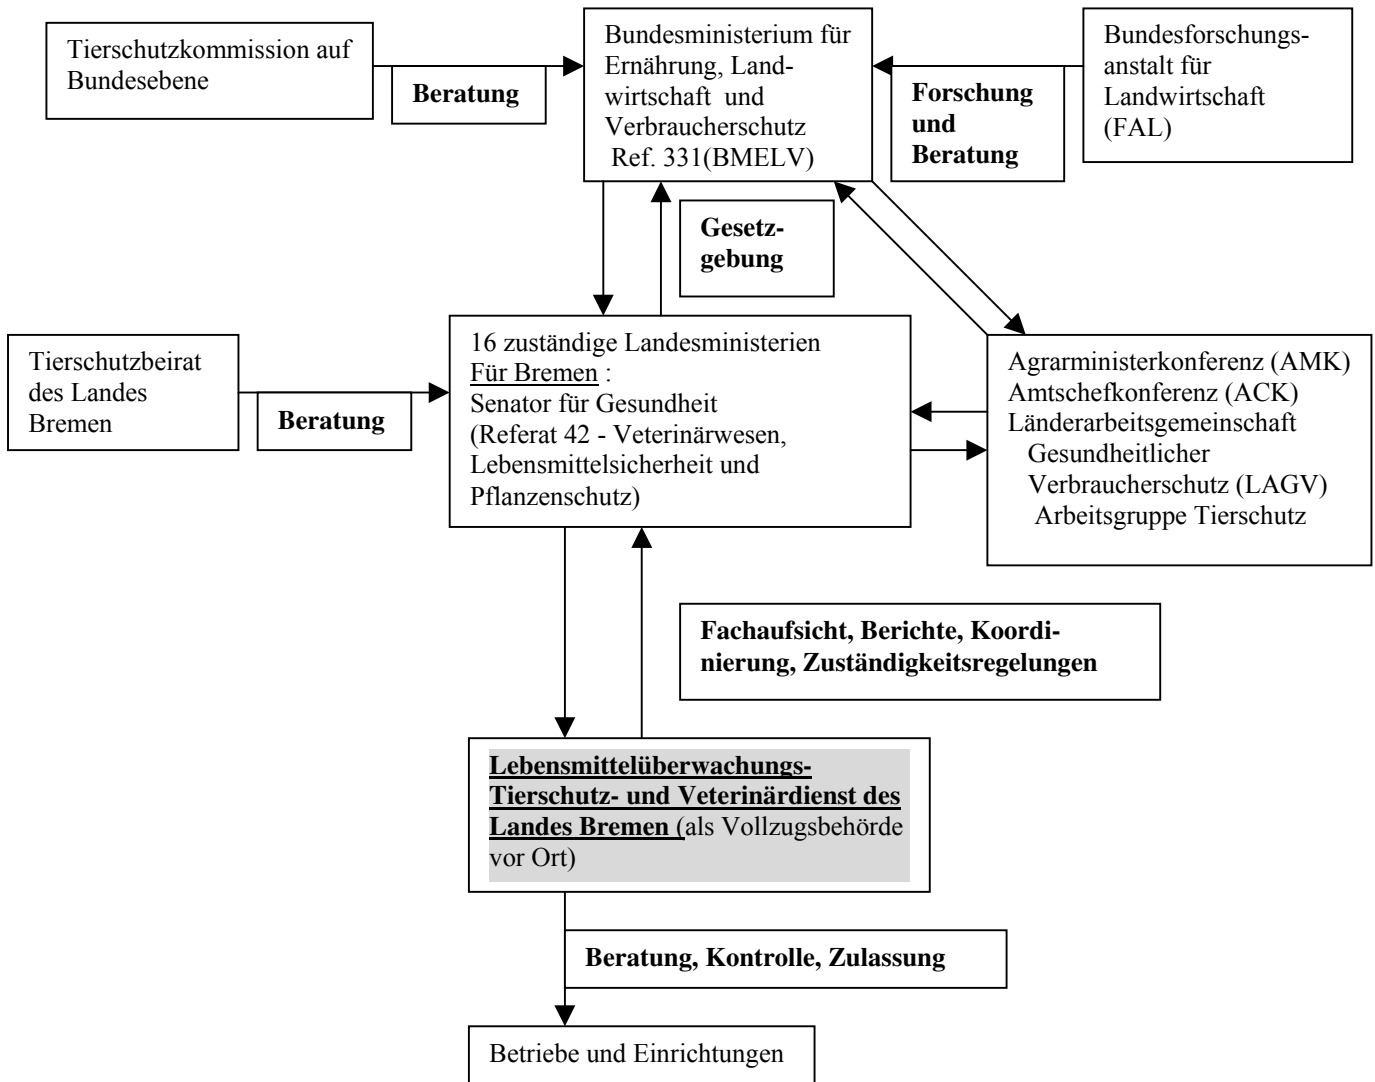 Tierschutzkommission auf
Bundesebene
Beratung
Bundesministerium für
Ernährung, Land-
wirtschaft und
Verbraucherschutz
Ref. 331(BMELV)
Forschung
und
Beratung
Bundesforschungs-
anstalt für
Landwirtschaft
(FAL)
Gesetz-
gebung
Tierschutzbeirat
des Landes
Bremen
Beratung
16 zuständige Landesministerien
Für Bremen :
Senator für Gesundheit
(Referat 42 - Veterinärwesen,
Lebensmittelsicherheit und
Pflanzenschutz)
Agrarministerkonferenz (AMK)
Amtschefkonferenz (ACK)
Länderarbeitsgemeinschaft
Gesundheitlicher
Verbraucherschutz (LAGV)
Arbeitsgruppe Tierschutz
Fachaufsicht, Berichte, Koordi-
nierung, Zuständigkeitsregelungen
Lebensmittelüberwachungs-
Tierschutz- und Veterinärdienst des
Landes Bremen (als Vollzugsbehörde
vor Ort)
Beratung, Kontrolle, Zulassung
Betriebe und Einrichtungen